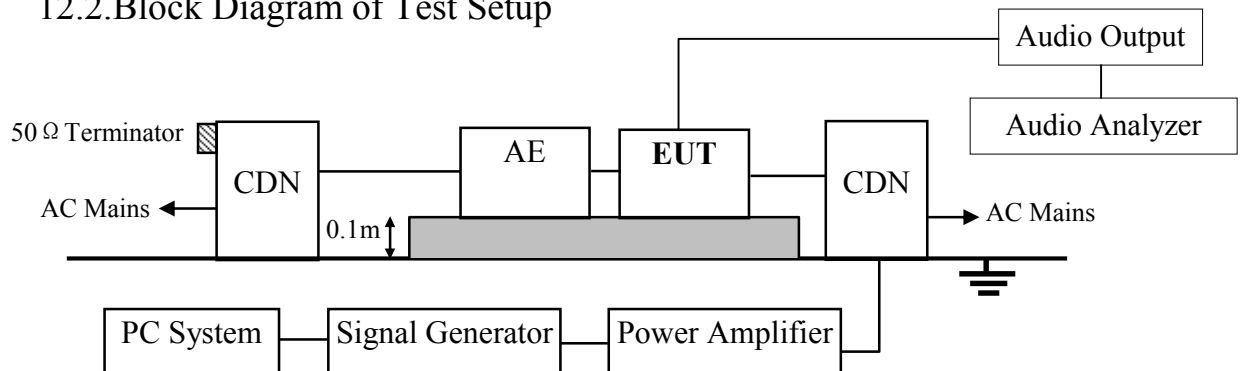 12.2.Block Diagram of Test Setup
Audio Output
Audio Analyzer
50 Ω Terminator
CDN
AE
EUT
CDN
AC Mains
AC Mains
0.1m
PC System
Signal Generator
Power Amplifier